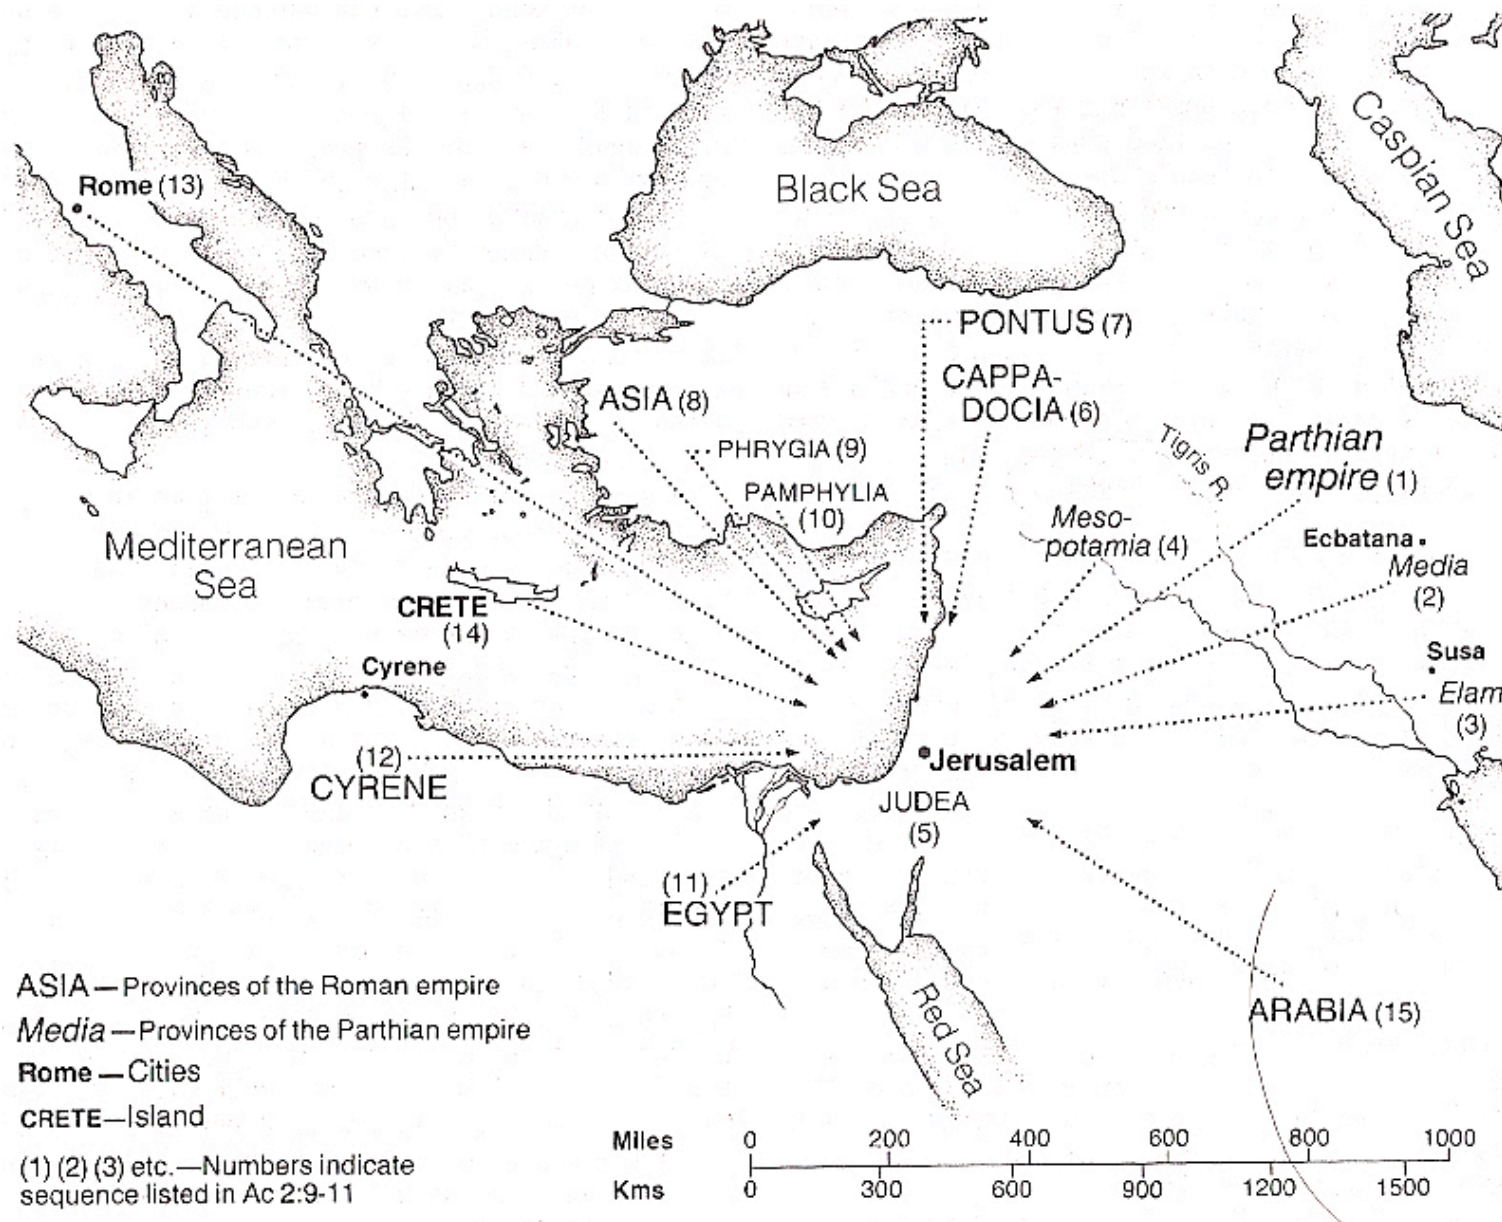 Rome (13)
Black Sea
Caspian Sea
PONTUS (7)
CAPPA-
DOCIA (6)
ASIA (8)
PHRYGIA (9)
PAMPHYLIA
(10)
Tigris R.
Parthian
empire (1)
Meso-
potamia (4)
Ecbatana
Media
(2)
Mediterranean
Sea
CRETE
(14)
Susa
Elam
(3)
Cyrene
(12)
CYRENE
Jerusalem
JUDEA
(5)
(11)
EGYPT
Red Sea
ARABIA (15)
ASIA—Provinces of the Roman empire
Media—Provinces of the Parthian empire
Rome—Cities
CRETE—Island
(1) (2) (3) etc.—Numbers indicate
sequence listed in Ac 2:9-11
Miles 0 200 400 600 800 1000
Kms 0 300 600 900 1200 1500